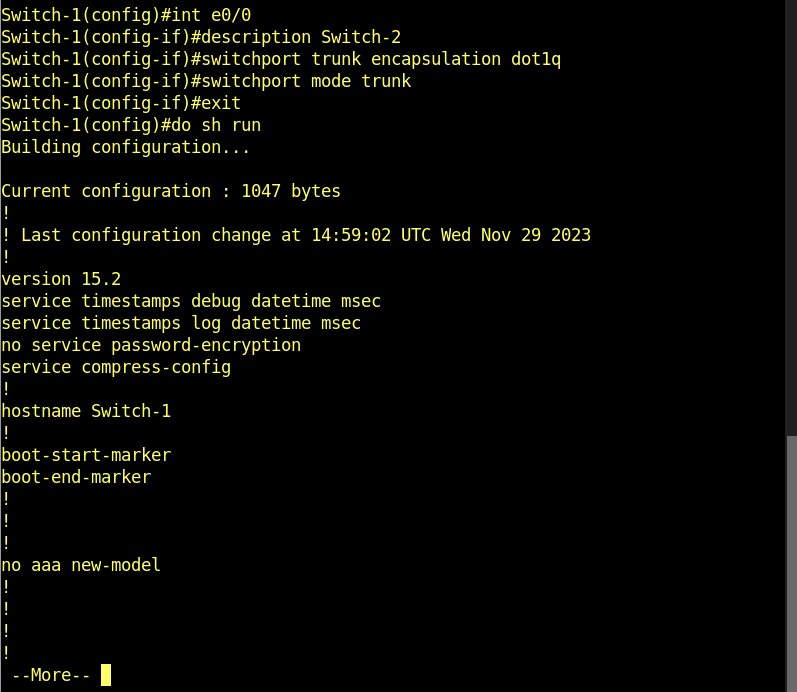 Switch-1(config)#int e0/0
Switch-1(config-if)#description Switch-2
Switch-1(config-if)#switchport trunk encapsulation dot1q
Switch-1(config-if)#switchport mode trunk
Switch-1(config-if)#exit
Switch-1(config)#do sh run
Building configuration...

Current configuration : 1047 bytes
!
! Last configuration change at 14:59:02 UTC Wed Nov 29 2023
!
version 15.2
service timestamps debug datetime msec
service timestamps log datetime msec
no service password-encryption
service compress-config
!
hostname Switch-1
!
boot-start-marker
boot-end-marker
!
!
!
no aaa new-model
!
!
!
!
 --More--